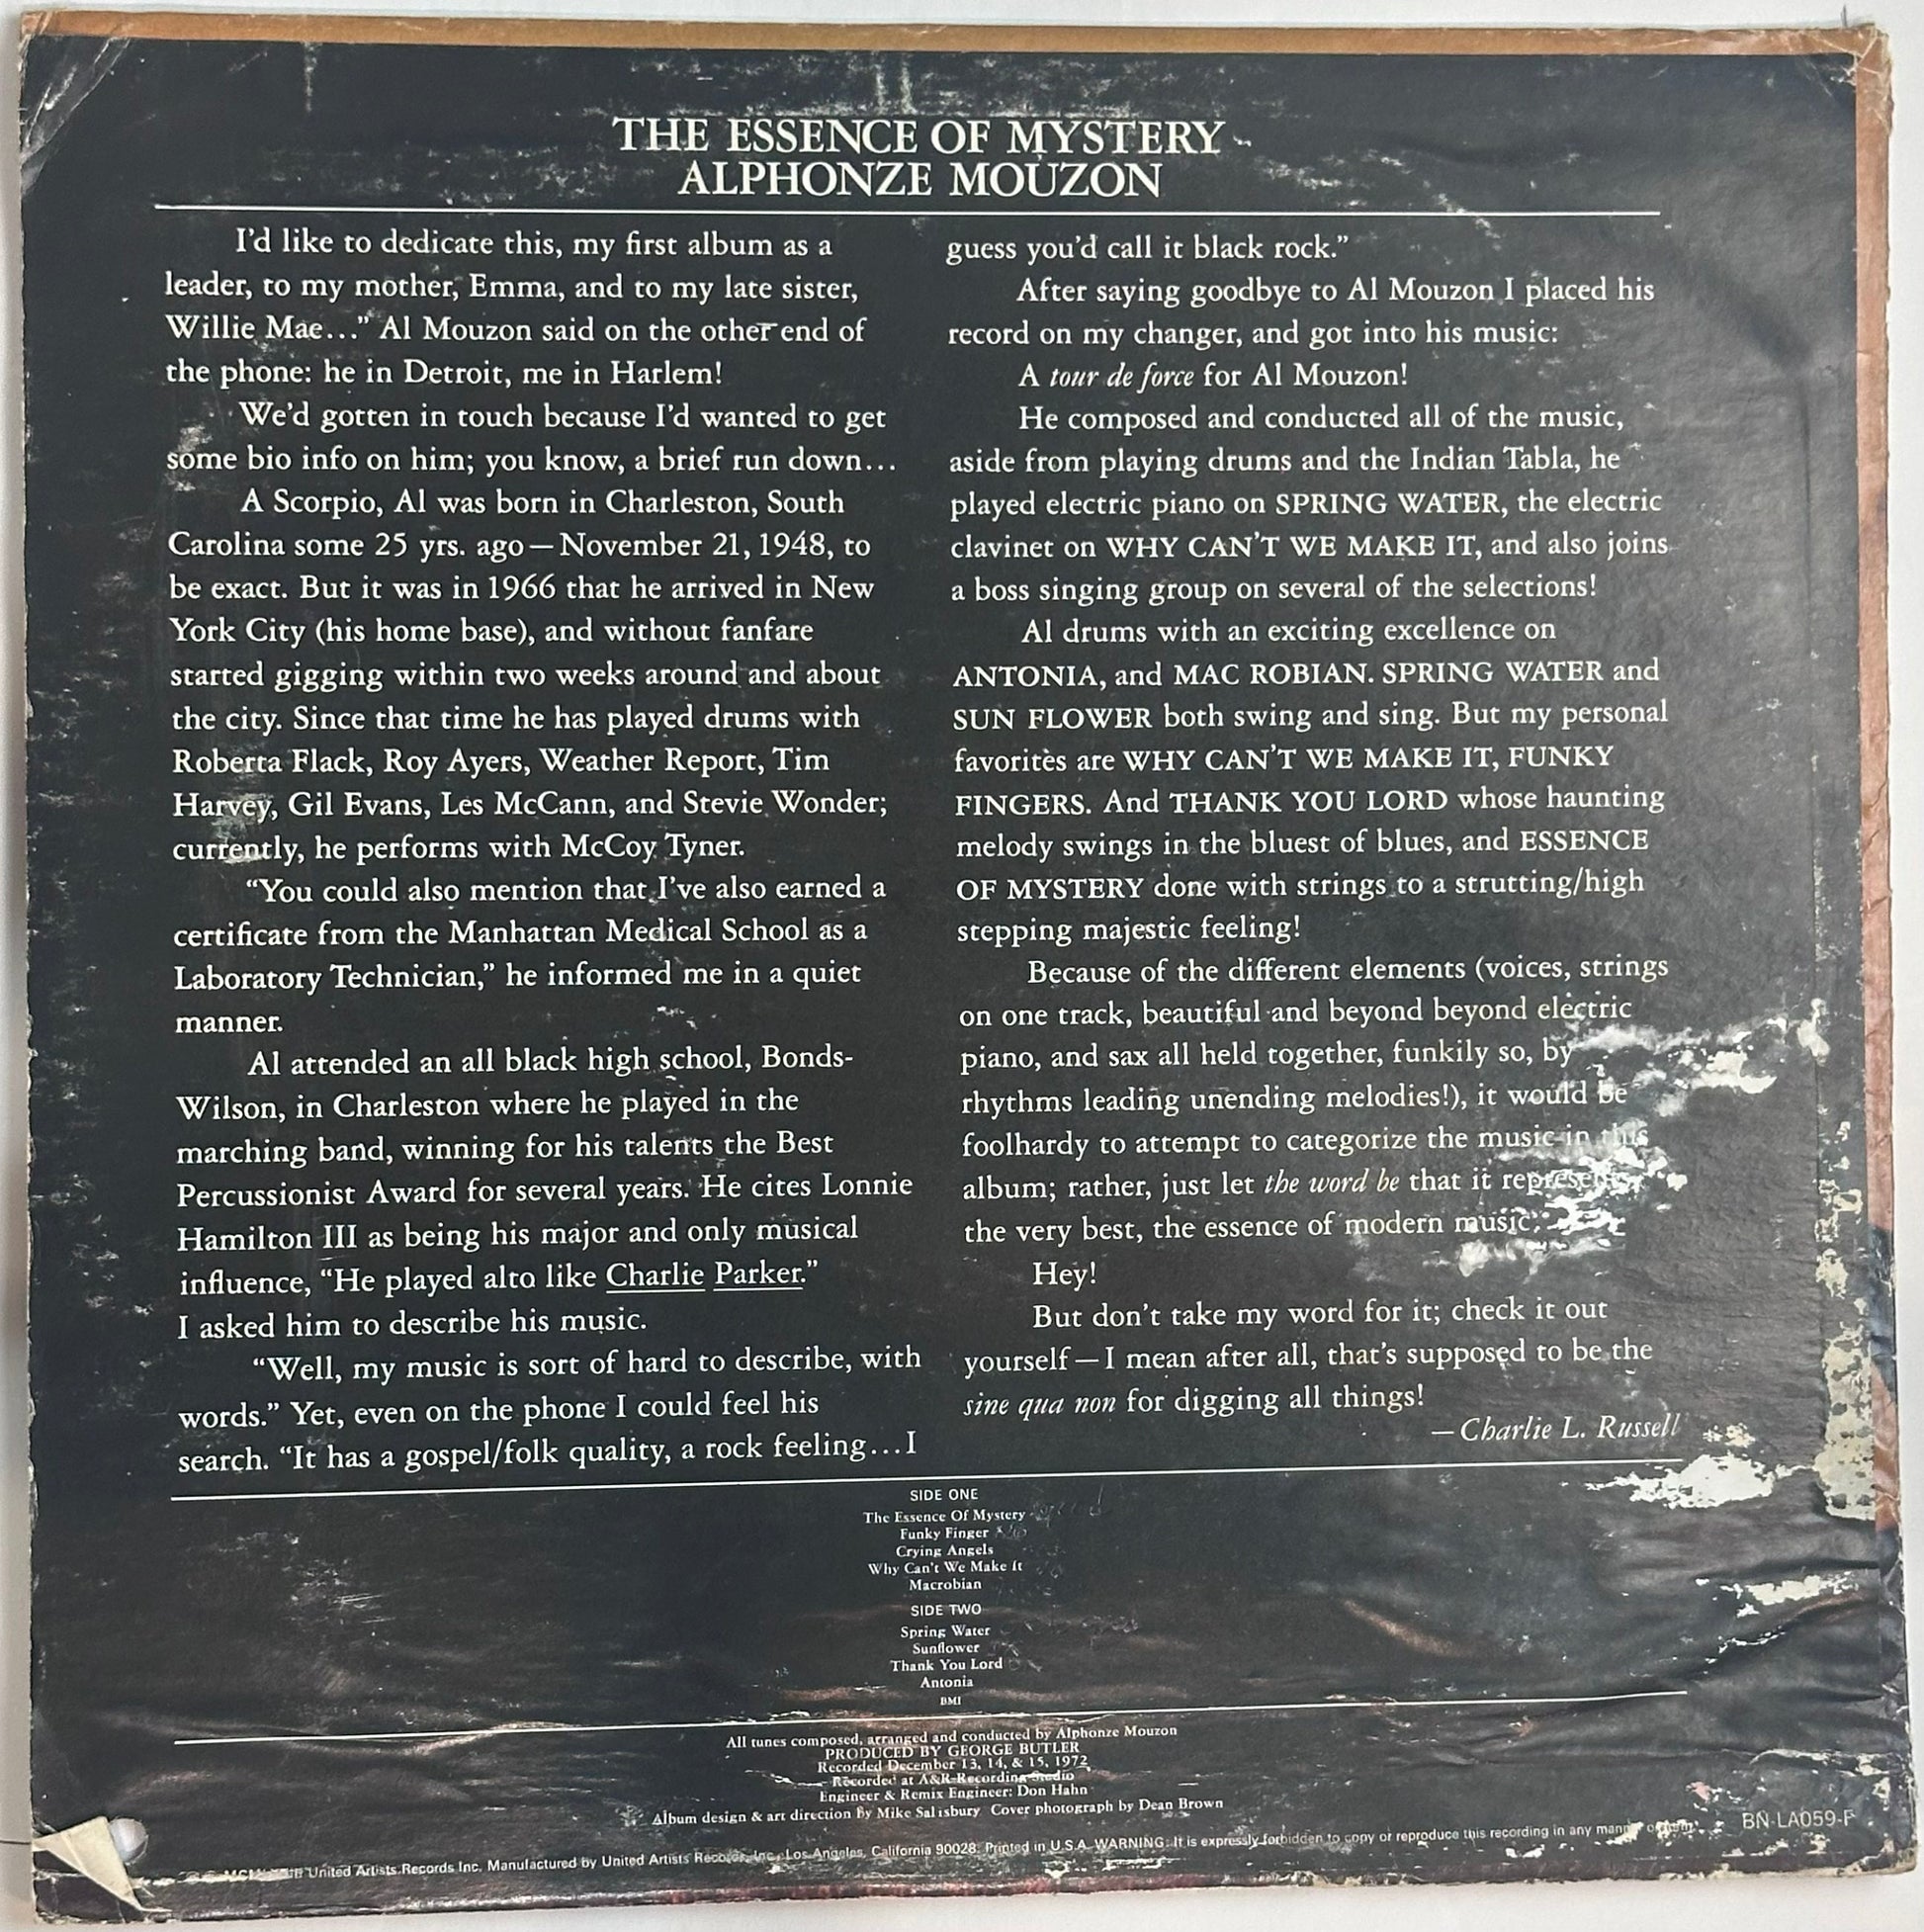 THE ESSENCE OF MYSTERY
ALPHONZE MOUZON
I’d like to dedicate this, my first album as a
leader, to my mother, Emma, and to my late sister,
Willie Mae...” Al Mouzon said on the other end of
the phone: he in Detroit, me in Harlem!
We’d gotten in touch because I’d wanted to get
some bio info on him; you know, a brief run down...
A Scorpio, Al was born in Charleston, South
Carolina some 25 yrs. ago—November 21, 1948, to
be exact. But it was in 1966 that he arrived in New
York City (his home base), and without fanfare
started gigging within two weeks around and about
the city. Since that time he has played drums with
Roberta Flack, Roy Ayers, Weather Report, Tim
Harvey, Gil Evans, Les McCann, and Stevie Wonder;
currently, he performs with McCoy Tyner.
“You could also mention that I’ve also earned a
certificate from the Manhattan Medical School as a
Laboratory Technician,” he informed me in a quiet
manner.
Al attended an all black high school, Bonds-
Wilson, in Charleston where he played in the
marching band, winning for his talents the Best
Percussionist Award for several years. He cites Lonnie
Hamilton III as being his major and only musical
influence, “He played alto like Charlie Parker.”
I asked him to describe his music.
“Well, my music is sort of hard to describe, with
words.” Yet, even on the phone I could feel his
search. “It has a gospel/folk quality, a rock feeling...I
guess you’d call it black rock.”
After saying goodbye to Al Mouzon I placed his
record on my changer, and got into his music:
A tour de force for Al Mouzon!
He composed and conducted all of the music,
aside from playing drums and the Indian Tabla, he
played electric piano on SPRING WATER, the electric
clavinet on WHY CAN’T WE MAKE IT, and also joins
a boss singing group on several of the selections!
Al drums with an exciting excellence on
ANTONIA, and MAC ROBIAN. SPRING WATER and
SUN FLOWER both swing and sing. But my personal
favorites are WHY CAN’T WE MAKE IT, FUNKY
FINGERS. And THANK YOU LORD whose haunting
melody swings in the bluest of blues, and ESSENCE
OF MYSTERY done with strings to a strutting/high
stepping majestic feeling!
Because of the different elements (voices, strings
on one track, beautiful and beyond beyond electric
piano, and sax all held together, funkily so, by
rhythms leading unending melodies!), it would be
foolhardy to attempt to categorize the music in this
album; rather, just let the word be that it represents
the very best, the essence of modern music.
Hey!
But don’t take my word for it; check it out
yourself—I mean after all, that’s supposed to be the
sine qua non for digging all things!
—Charlie L. Russell
SIDE ONE
The Essence Of Mystery
Funky Finger
Crying Angels
Why Can't We Make It
Macrobian
SIDE TWO
Spring Water
Sunflower
Thank You Lord
Antonia
BMI
All tunes composed, arranged and conducted by Alphonze Mouzon
PRODUCED BY GEORGE BUTLER
Recorded December 13, 14, & 15, 1972
Recorded at A&R Recording Studio
Engineer & Remix Engineer: Don Hahn
Album design & art direction by Mike Salisbury Cover photograph by Dean Brown
United Artists Records Inc. Manufactured by United Artists Records, Inc., Los Angeles, California 90028. Printed in U.S.A. WARNING: It is expressly forbidden to copy or reproduce this recording in any manner
BN-LA059-F